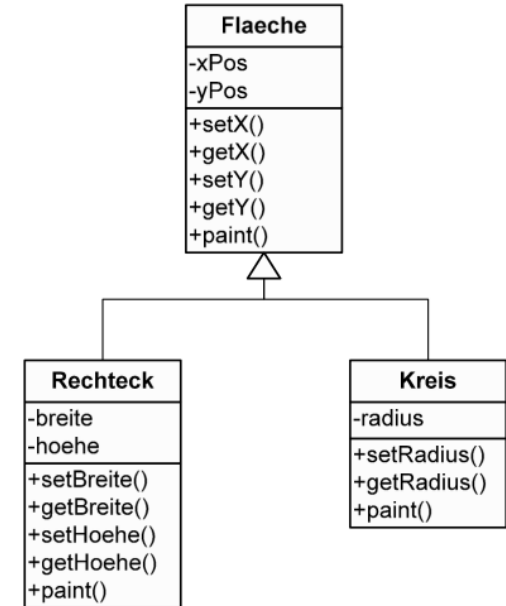 Flaeche
-xPos
-yPos
+setX()
+getX()
+setY()
+getY()
+paint()
Rechteck
-breite
-hoehe
+setBreite()
+getBreite()
+setHoehe()
+getHoehe()
+paint()
Kreis
-radius
+setRadius()
+getRadius()
+paint()